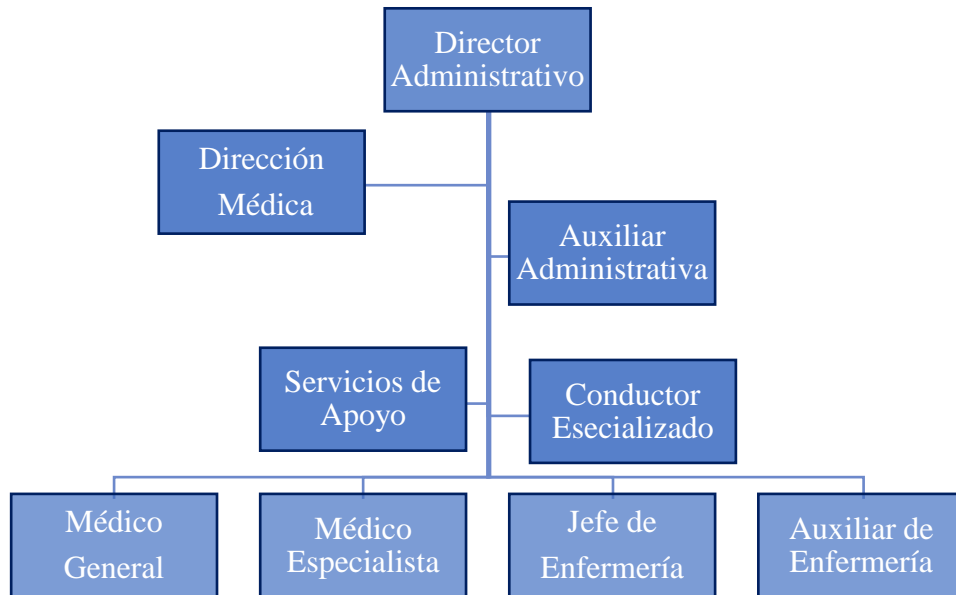 Director
Administrativo
Dirección
Médica
Auxiliar
Administrativa
Servicios de
Apoyo
Conductor
Esecializado
Médico
General
Médico
Especialista
Jefe de
Enfermería
Auxiliar de
Enfermería